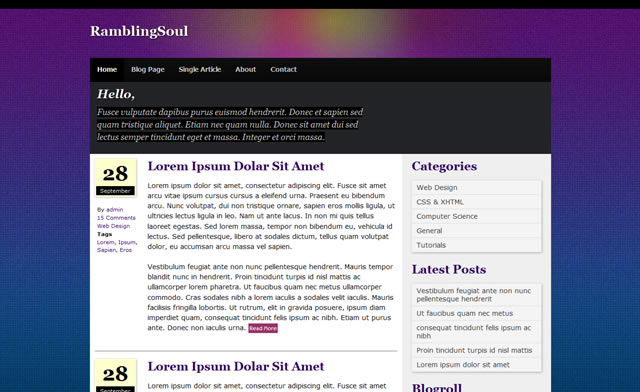 RamblingSoul
Home Blog Page Single Article About Contact
Hello,
Fusce vulputate dapibus purus euismod hendrerit. Donec et sapien sed
quam tristique aliquet. Etiam nec quam nulla. Donec sit amet dui sed
lectus semper tincidunt eget et massa. Integer et orci massa.
28
September
By admin
15 Comments
Web Design
Tags
Lorem, Ipsum,
Sapien, Eros
Lorem Ipsum Dolar Sit Amet
Lorem ipsum dolor sit amet, consectetur adipiscing elit. Fusce sit amet
arcu vitae ipsum cursus cursus a eleifend urna. Praesent eu bibendum
arcu. Nunc volutpat, dui non tristique ornare, sapien eros mollis ligula, ut
ultricies lectus ligula in leo. Nam ut ante lacus. In non mi quis tellus
laoreet egestas. Sed lorem massa, tempor non bibendum eu, vehicula id
lectus. Sed pellentesque, libero at sodales dictum, tellus quam volutpat
dolor, eu accumsan arcu massa vel sapien.
Vestibulum feugiat ante non nunc pellentesque hendrerit. Mauris tempor
blandit nunc in hendrerit. Proin tincidunt turpis id nisl mattis ac
ullamcorper lorem pharetra. Ut faucibus quam nec metus ullamcorper
commodo. Cras sodales nibh a lorem iaculis a sodales velit iaculis. Mauris
facilisis fringilla lobortis. Ut rutrum, elit in gravida posuere, ipsum diam
imperdiet quam, consequat tincidunt felis ipsum ac nibh. Etiam ut purus
ante. Donec non iaculis urna. Read More
28
September
Lorem Ipsum Dolar Sit Amet
Lorem ipsum dolor sit amet, consectetur adipiscing elit. Fusce sit amet
Categories
Web Design
CSS & XHTML
Computer Science
General
Tutorials
Latest Posts
Vestibulum feugiat ante non nunc
pellentesque hendrerit
Ut faucibus quam nec metus
consequat tincidunt felis ipsum ac
nibh
Proin tincidunt turpis id nisl mattis
Lorem ipsum dolor sit amet
Blogroll